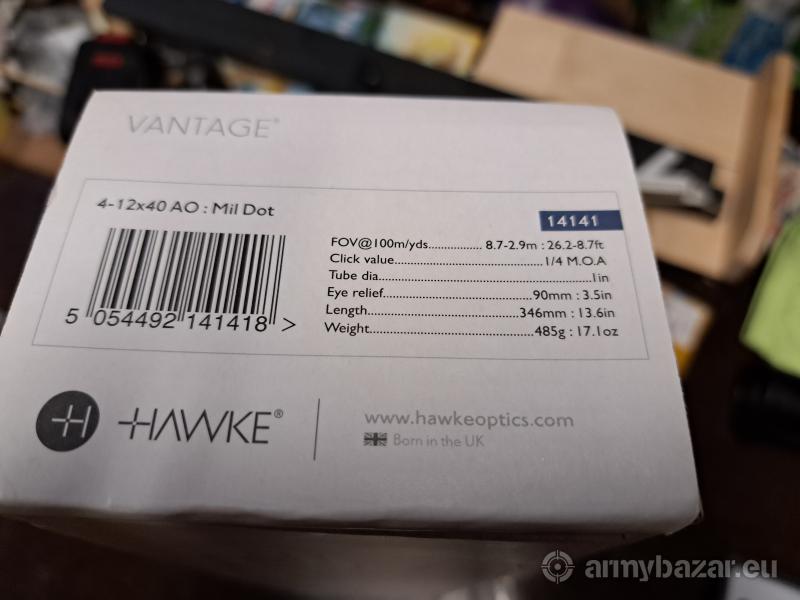 VANTAGE®
4-12x40 AO : Mil Dot
14141
FOV@100m/yds................. 8.7-2.9m : 26.2-8.7ft
Click value..........................................1/4 M.O.A
Tube dia.......................................................1in
Eye relief.....................................90mm : 3.5in
Length......................................346mm : 13.6in
Weight.......................................485g : 17.1oz
5 054492 141418 >
HAWKE®
www.hawkeoptics.com
Born in the UK
armybazar.eu